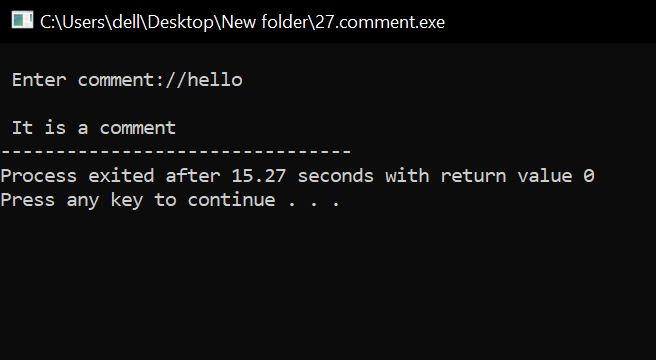 C:\Users\dell\Desktop\New folder\27.comment.exe
Enter comment://hello
It is a comment
--------------------------------
Process exited after 15.27 seconds with return value 0
Press any key to continue . . .